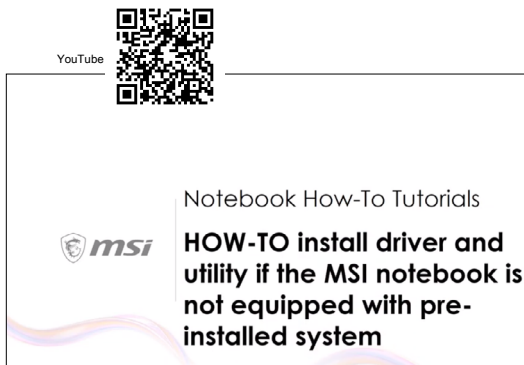 YouTube
Notebook How-To Tutorials
msi
HOW-TO install driver and
utility if the MSI notebook is
not equipped with pre-
installed system